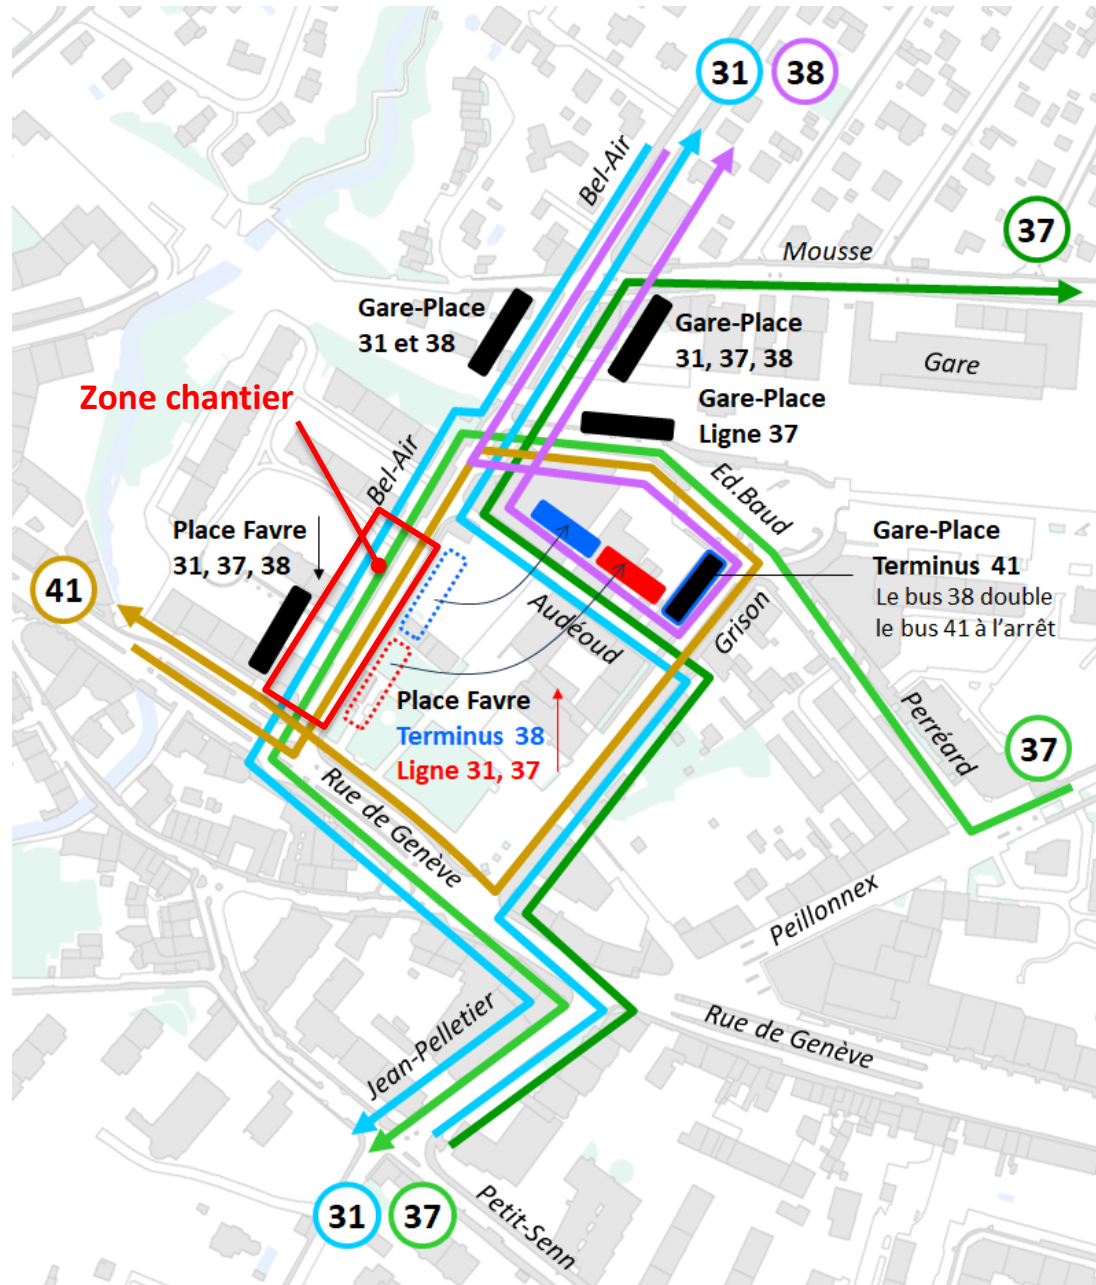 31
38
Bel-Air
37
Mousse
Gare-Place
31 et 38
Gare-Place
31, 37, 38
Gare
Zone chantier
Gare-Place
Ligne 37
Bel-Air
Ed.Baud
Place Favre
31, 37, 38
Gare-Place
Terminus 41
Le bus 38 double
le bus 41 à l’arrêt
41
Audéoud
Grison
Place Favre
Terminus 38
Ligne 31, 37
Perréard
37
Rue de Genève
Peillonnex
Jean-Pelletier
Rue de Genève
31
37
Petit-Senn